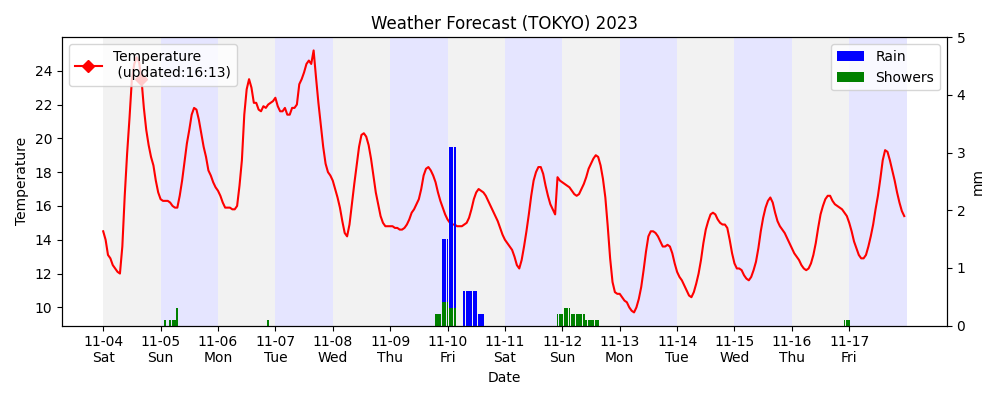 Weather Forecast (TOKYO) 2023
Temperature
(updated:16:13)
Rain
Showers
Temperature
24
22
20
18
16
14
12
10
5
4
3
2
1
0
mm
11-04 11-05 11-06 11-07 11-08 11-09 11-10 11-11 11-12 11-13 11-14 11-15 11-16 11-17
Sat Sun Mon Tue Wed Thu Fri Sat Sun Mon Tue Wed Thu Fri
Date